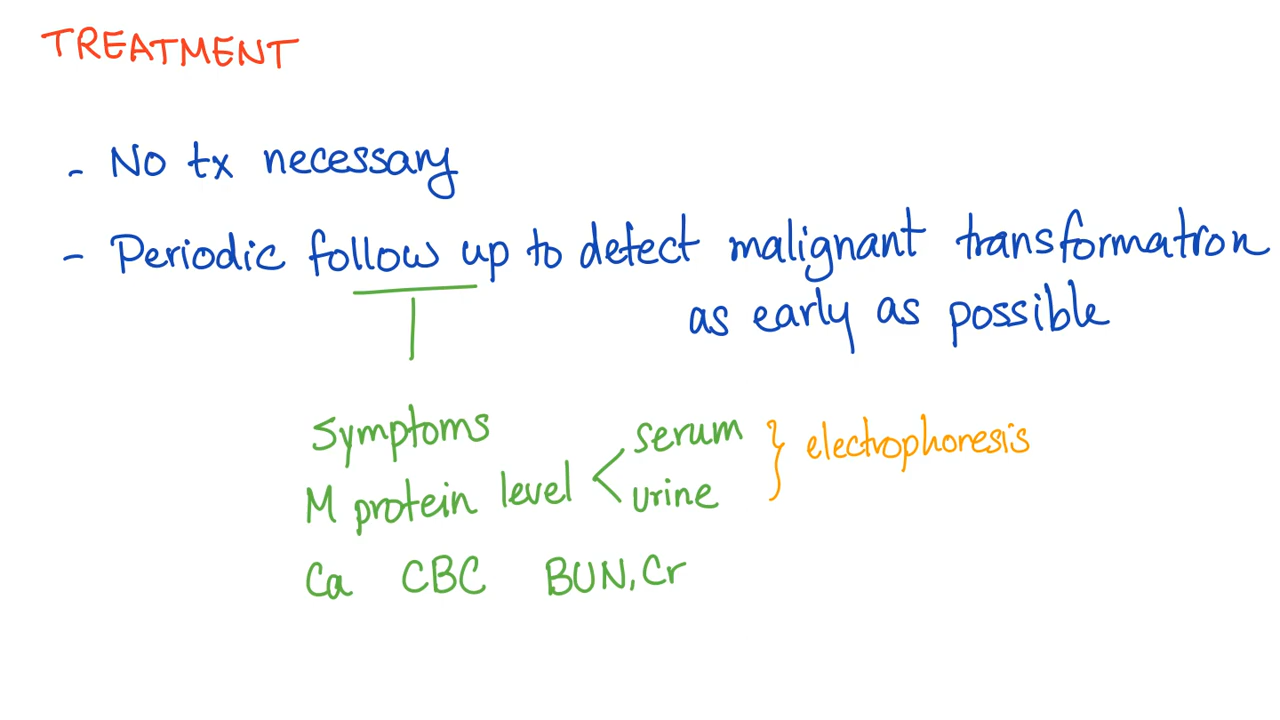 TREATMENT
- No tx necessary
- Periodic follow up to detect malignant transformation
as early as possible
Symptoms
M protein level < serum } electrophoresis
urine
Ca CBC BUN, Cr